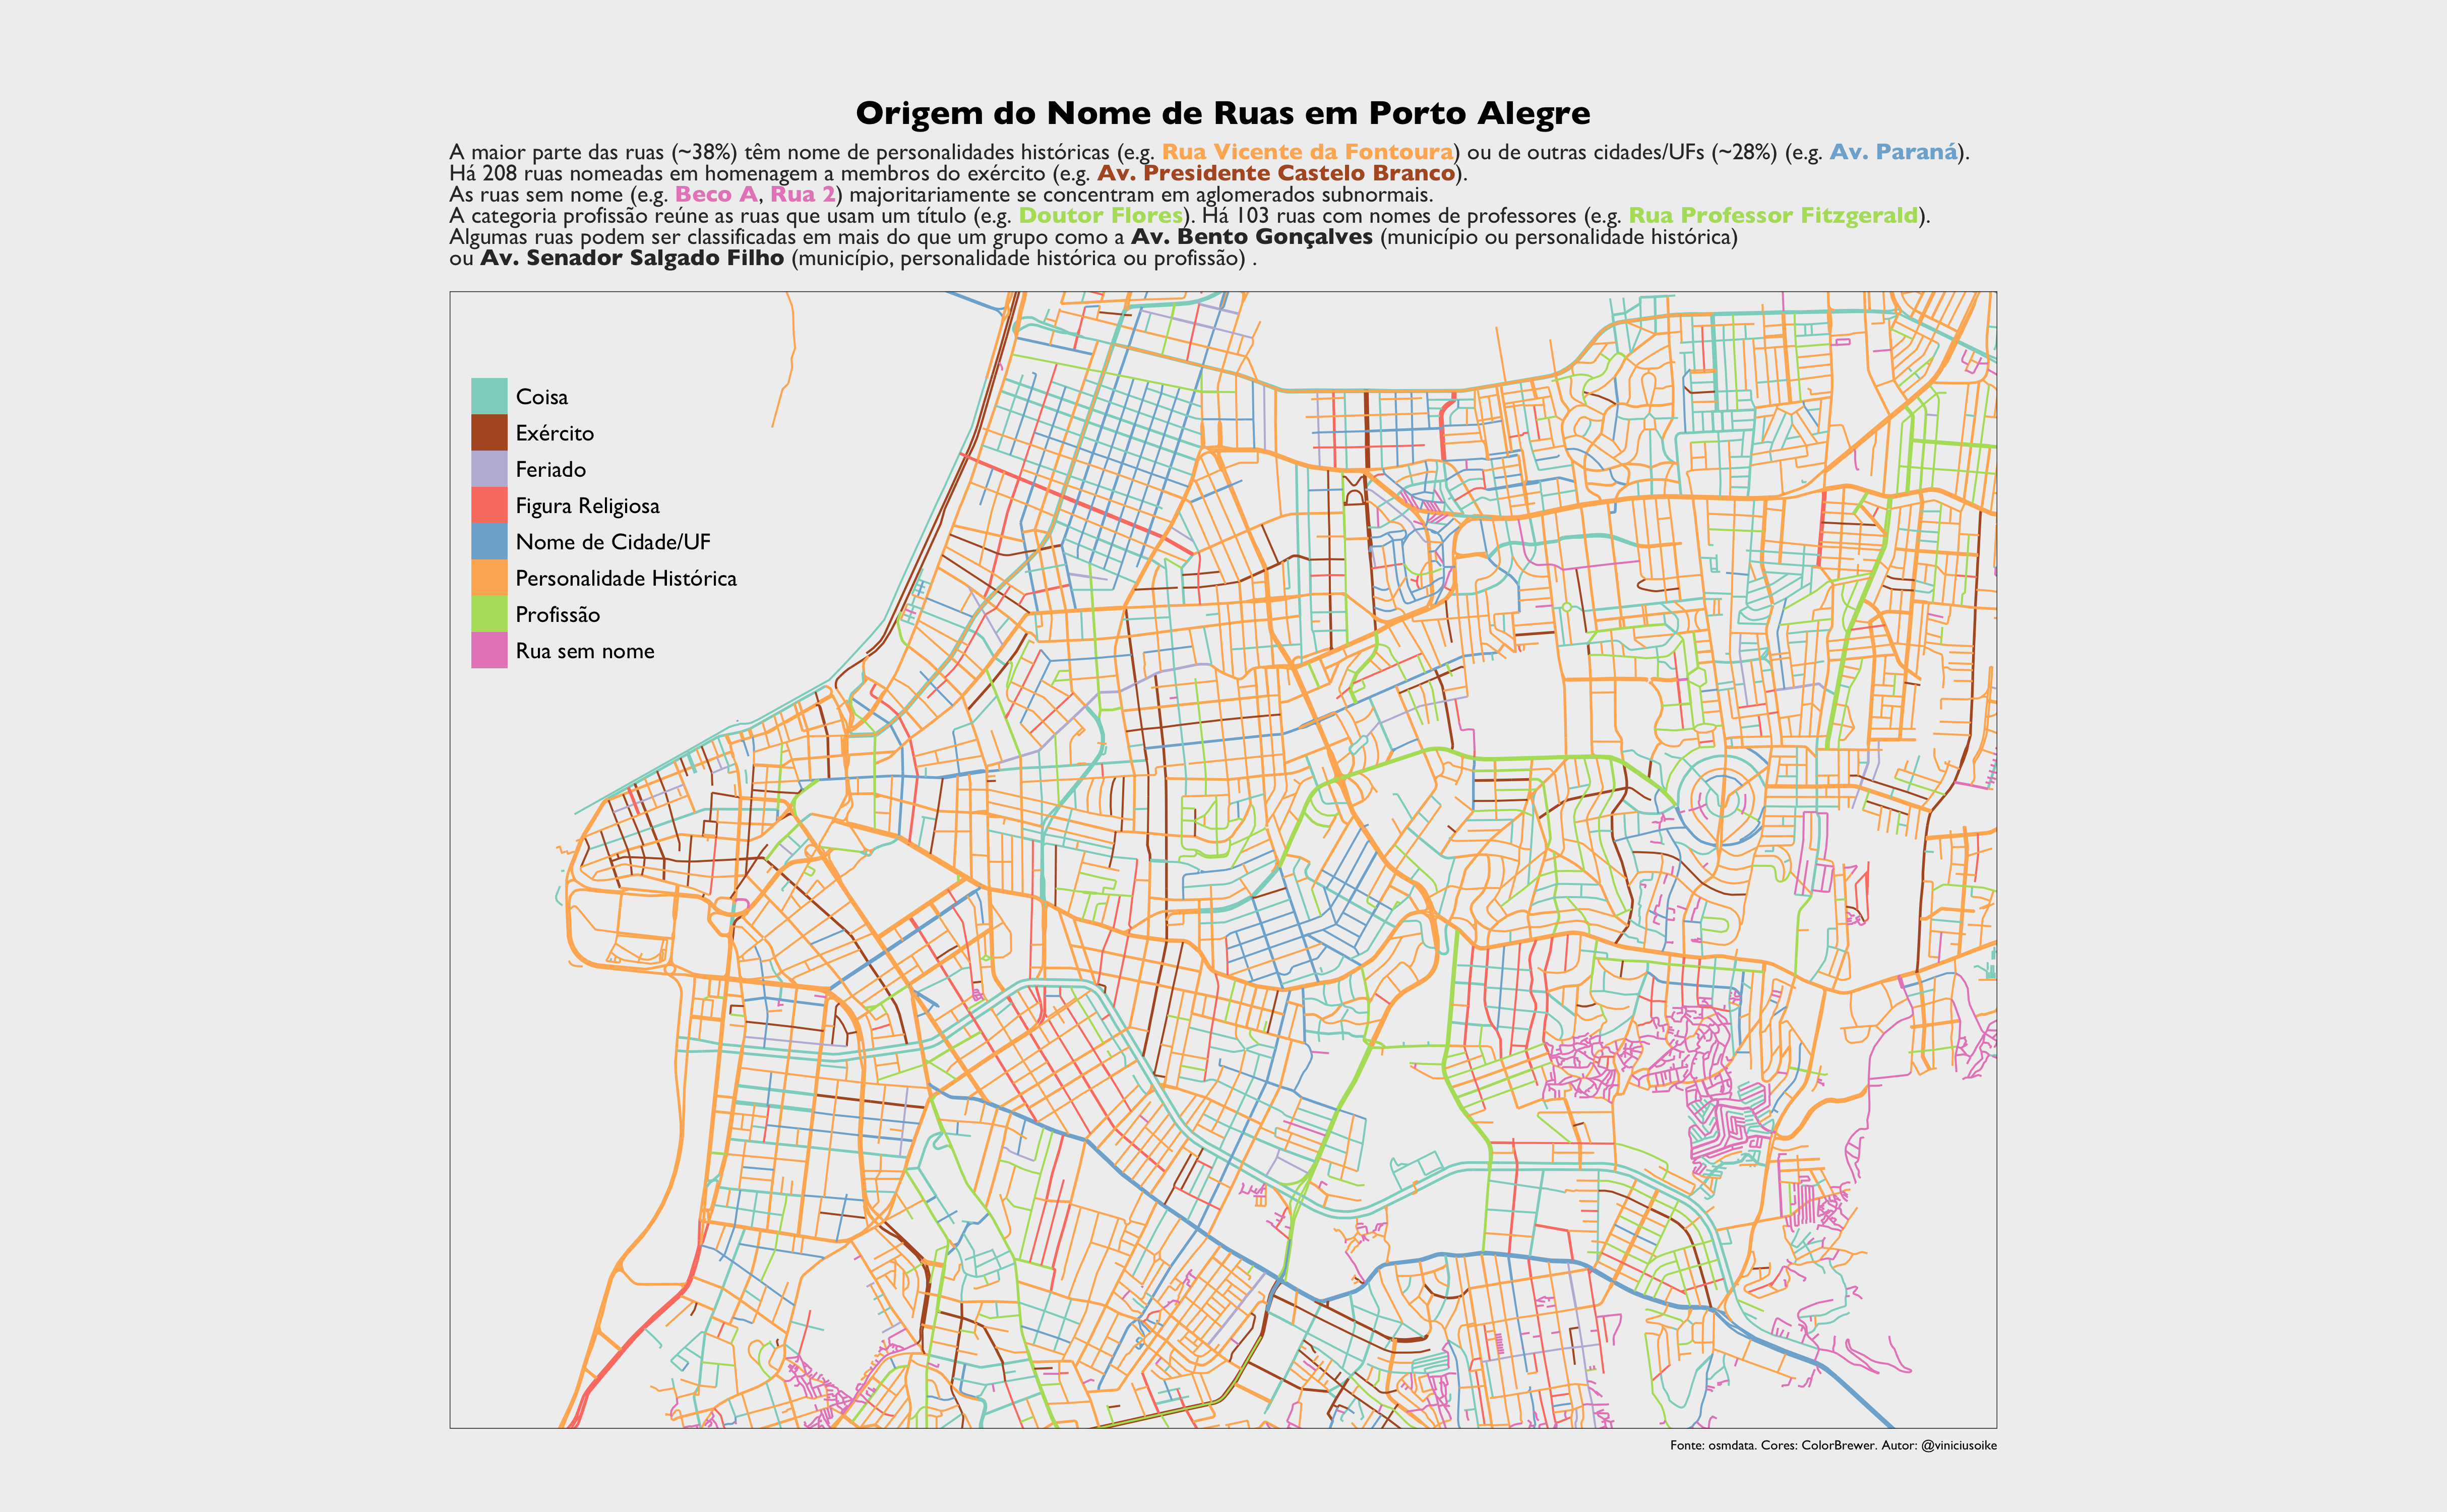 Origem do Nome de Ruas em Porto Alegre
A maior parte das ruas (~38%) têm nome de personalidades históricas (e.g. Rua Vicente da Fontoura) ou de outras cidades/UFs (~28%) (e.g. Av. Paraná).
Há 208 ruas nomeadas em homenagem a membros do exército (e.g. Av. Presidente Castelo Branco).
As ruas sem nome (e.g. Beco A, Rua 2) majoritariamente se concentram em aglomerados subnormais.
A categoria profissão reúne as ruas que usam um título (e.g. Doutor Flores). Há 103 ruas com nomes de professores (e.g. Rua Professor Fitzgerald).
Algumas ruas podem ser classificadas em mais do que um grupo como a Av. Bento Gonçalves (município ou personalidade histórica)
ou Av. Senador Salgado Filho (município, personalidade histórica ou profissão) .
Coisa
Exército
Feriado
Figura Religiosa
Nome de Cidade/UF
Personalidade Histórica
Profissão
Rua sem nome
Fonte: osmdata. Cores: ColorBrewer. Autor: @viniciusoike